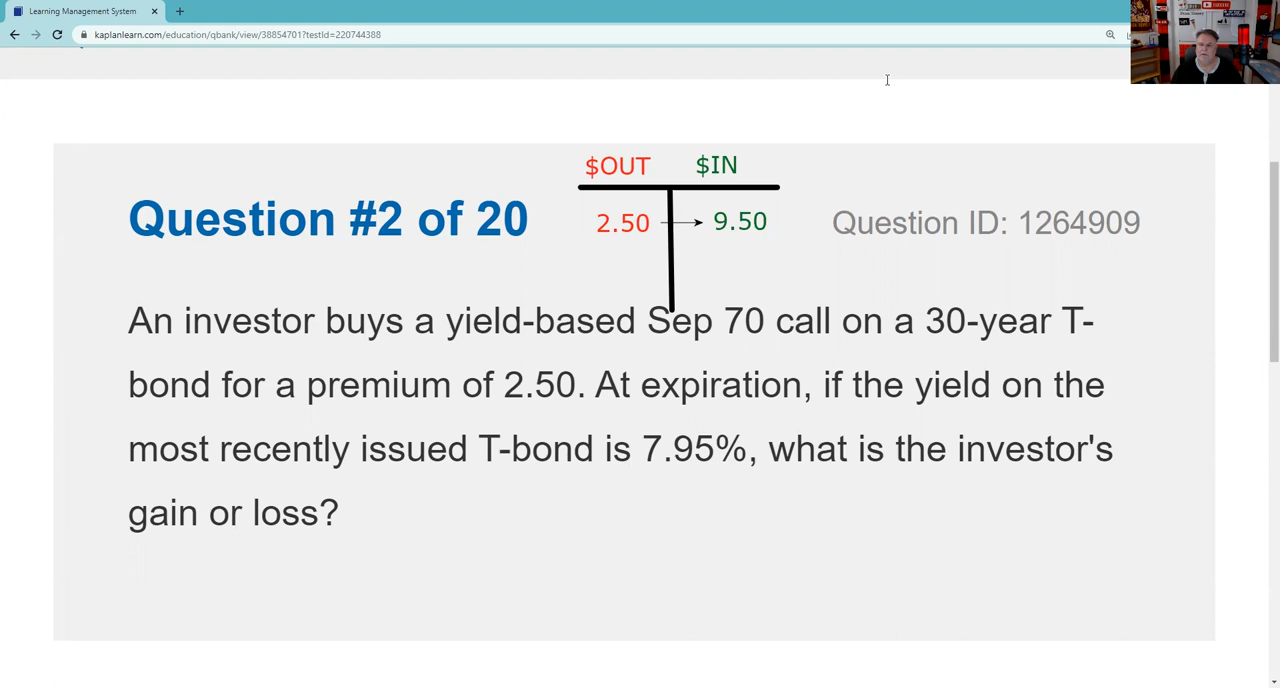 Learning Management System
kaplanlearn.com/education/qbank/view/38854701?testId=220744388
$OUT $IN
2.50 9.50
Question #2 of 20
Question ID: 1264909
An investor buys a yield-based Sep 70 call on a 30-year T-
bond for a premium of 2.50. At expiration, if the yield on the
most recently issued T-bond is 7.95%, what is the investor's
gain or loss?